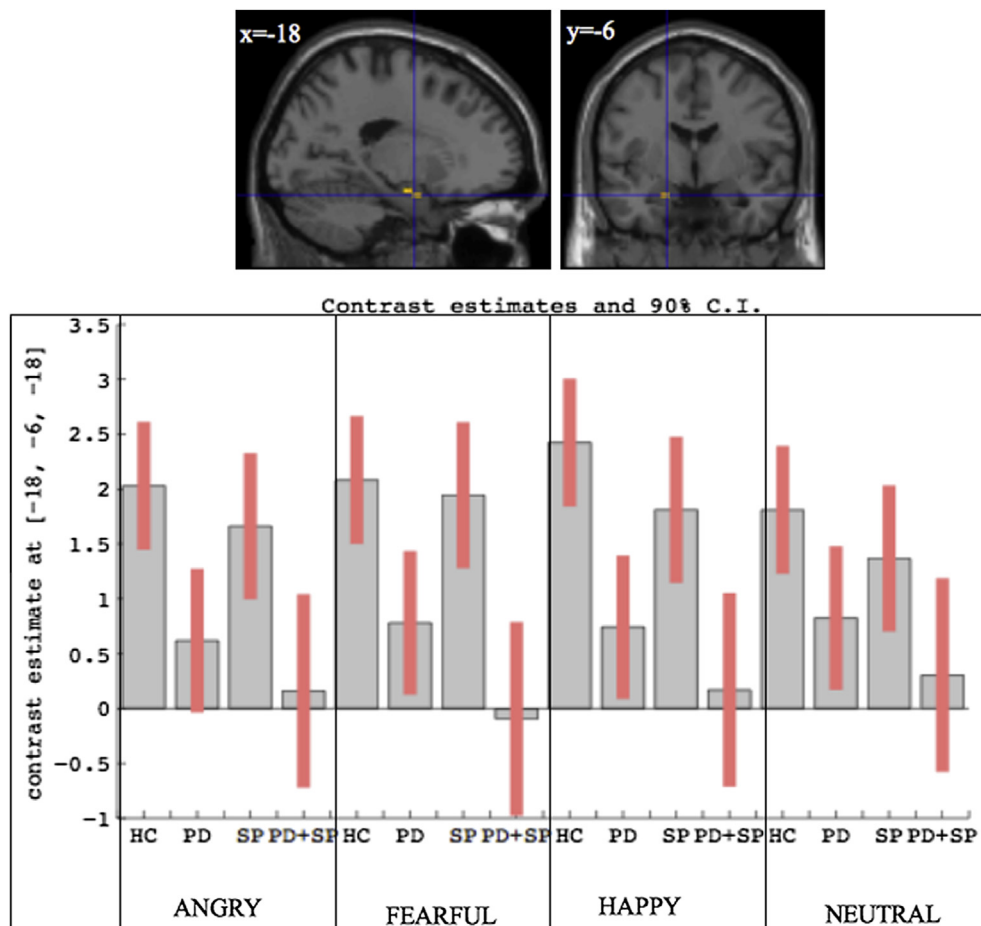 x=-18
y=-6
Contrast estimates and 90% C.I.
contrast estimate at [-18, -6, -18]
3.5
3
2.5
2
1.5
1
0.5
0
-0.5
-1
HC PD SP PD+SP HC PD SP PD+SP HC PD SP PD+SP HC PD SP PD+SP
ANGRY FEARFUL HAPPY NEUTRAL